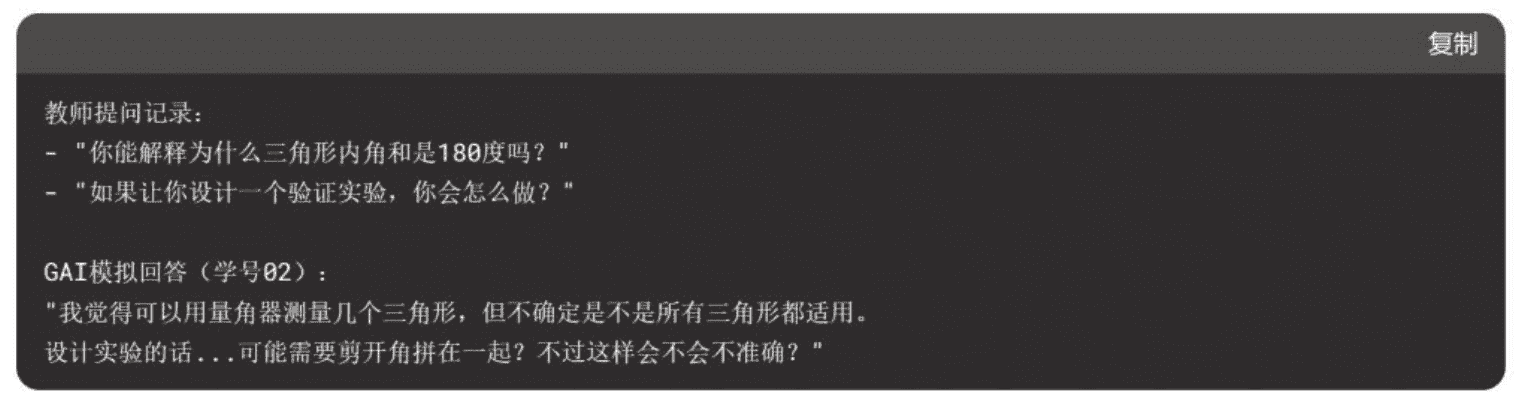 复制
教师提问记录：
- "你能解释为什么三角形内角和是180度吗？"
- "如果让你设计一个验证实验，你会怎么做？"
GAI模拟回答（学号02）：
"我觉得可以用量角器测量几个三角形，但不确定是不是所有三角形都适用。
设计实验的话...可能需要剪开角拼在一起？不过这样会不会不准确？"